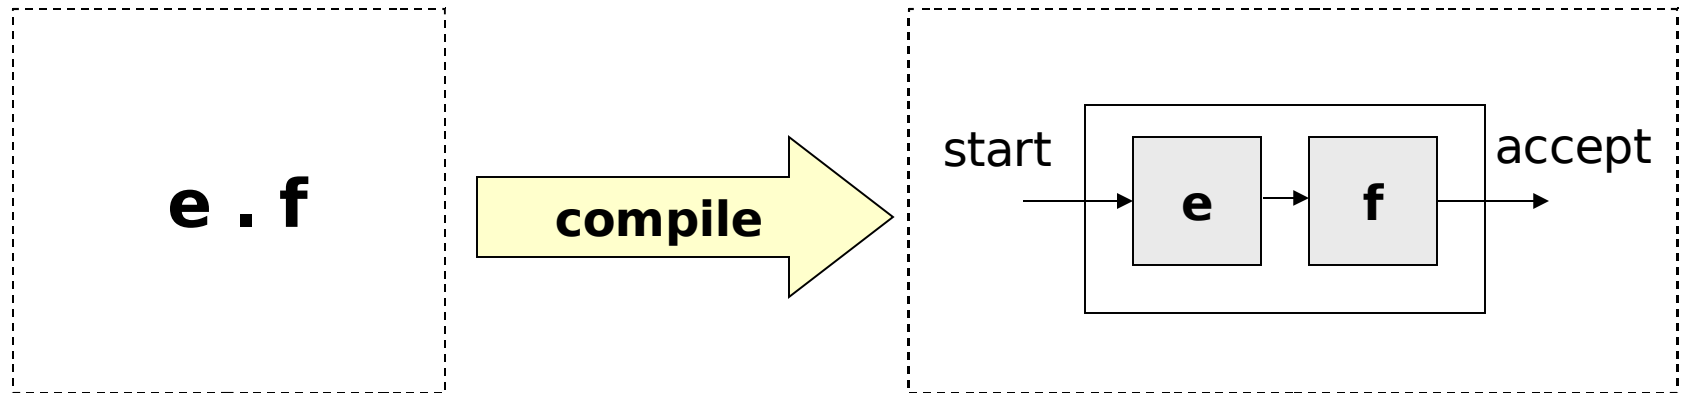 e . f
compile
start
e
f
accept